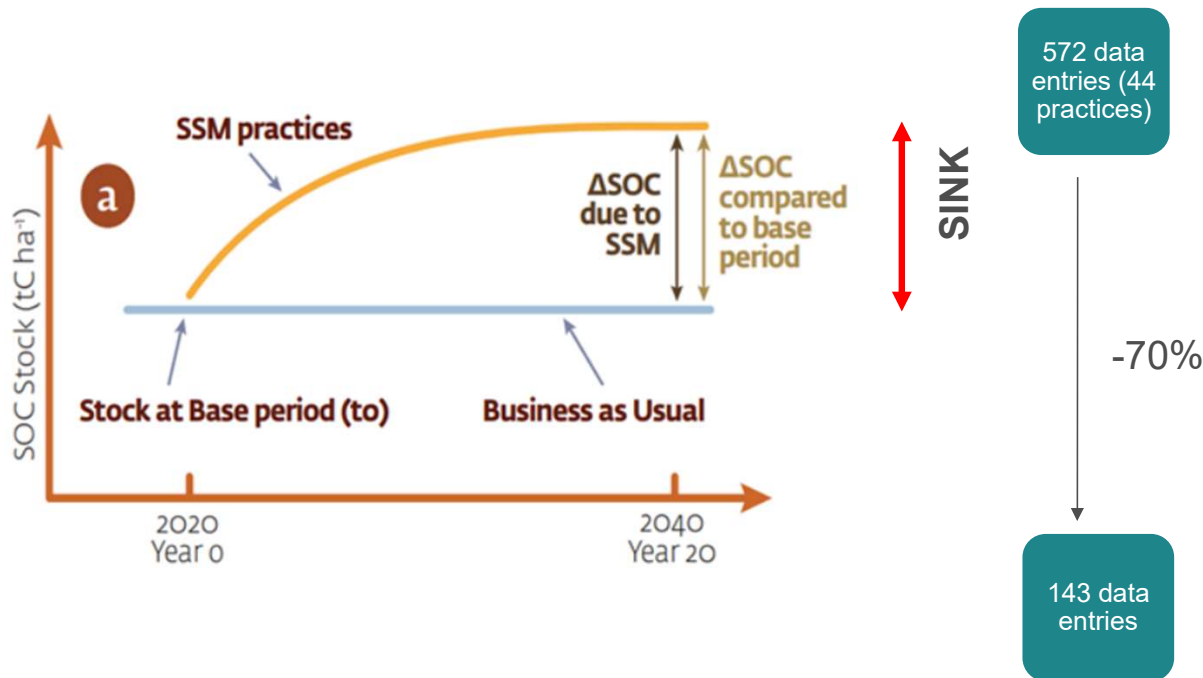 SSM practices
a
SOC Stock (tC ha⁻¹)
ΔSOC
due to
SSM
ΔSOC
compared
to base
period
Stock at Base period (to)
Business as Usual
2020
Year 0
2040
Year 20
SINK
572 data
entries (44
practices)
-70%
143 data
entries